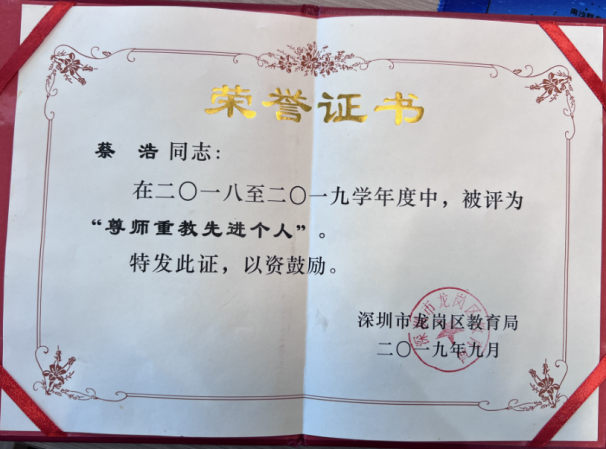 荣誉证书
蔡 浩 同志：
在二〇一八至二〇一九学年度中，被评为
“尊师重教先进个人”。
特发此证，以资鼓励。
深圳市龙岗区教育局
二〇一九年九月